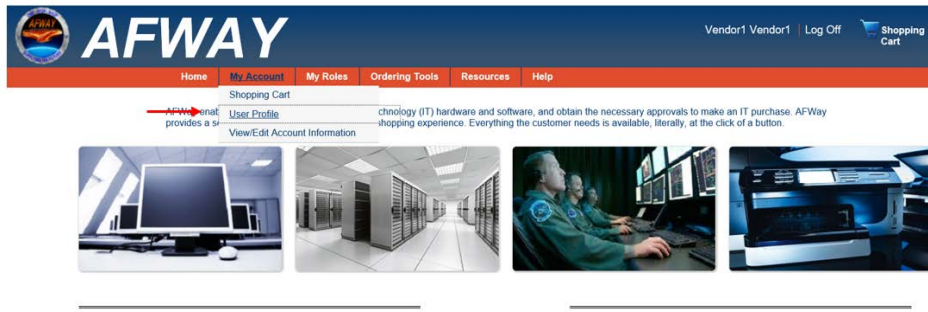 AFWAY
AFWAY
Vendor1 Vendor1 | Log Off
Shopping
Cart
Home
My Account
My Roles
Ordering Tools
Resources
Help
Shopping Cart
User Profile
View/Edit Account Information
AFWay enab
chnology (IT) hardware and software, and obtain the necessary approvals to make an IT purchase. AFWay
provides a s
shopping experience. Everything the customer needs is available, literally, at the click of a button.